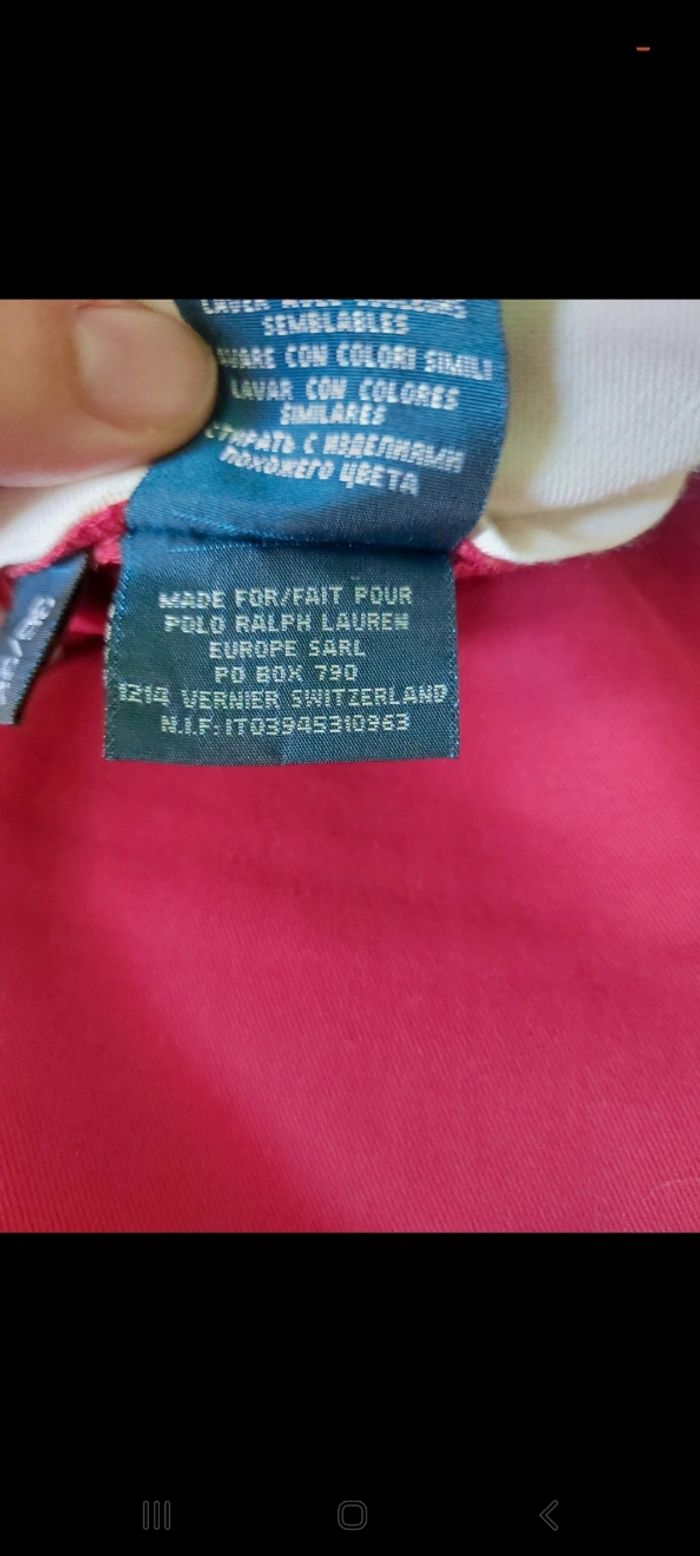 SEMBLABLES
CON COLORI SIMILI
LAVAR CON COLORES
SIMILARES
СТИРАТЬ С ИЗДЕЛИЯМИ
ПОХОЖЕГО ЦВЕТА
MADE FOR/FAIT POUR
POLO RALPH LAUREN
EUROPE SARL
PO BOX 790
1214 VERNIER SWITZERLAND
N.I.F:IT03945310963